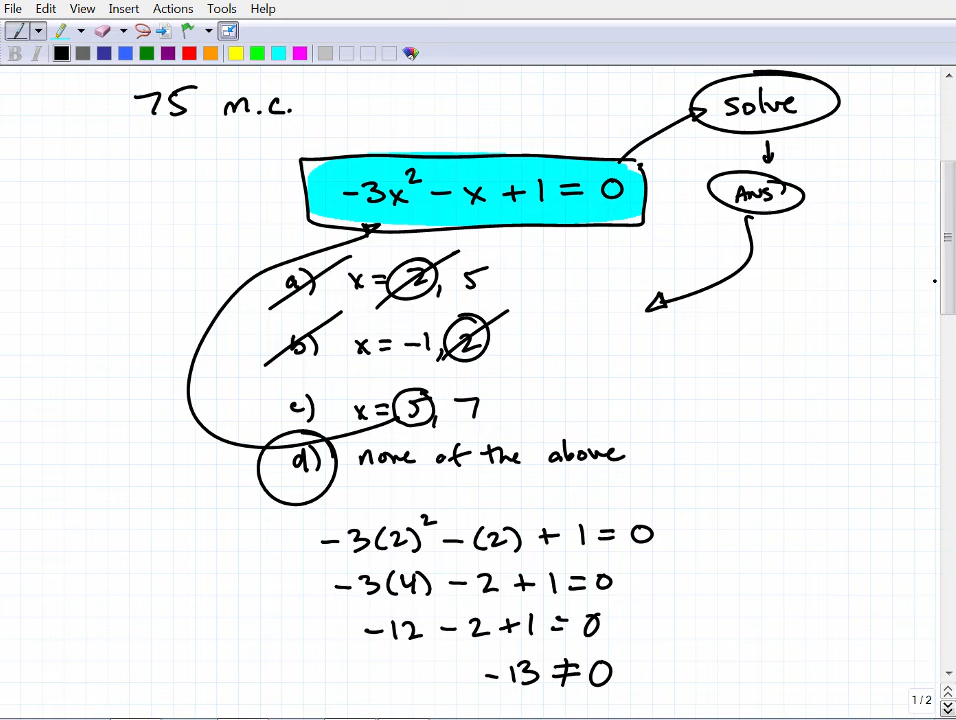 File Edit View Insert Actions Tools Help
B I
75 m.c.
solve
-3x² - x + 1 = 0
ANS
a) x = 2, 5
b) x = -1, 2
c) x = 5, 7
d) none of the above
-3(2)² - (2) + 1 = 0
-3(4) - 2 + 1 = 0
-12 - 2 + 1 = 0
-13 ≠ 0
1 / 2